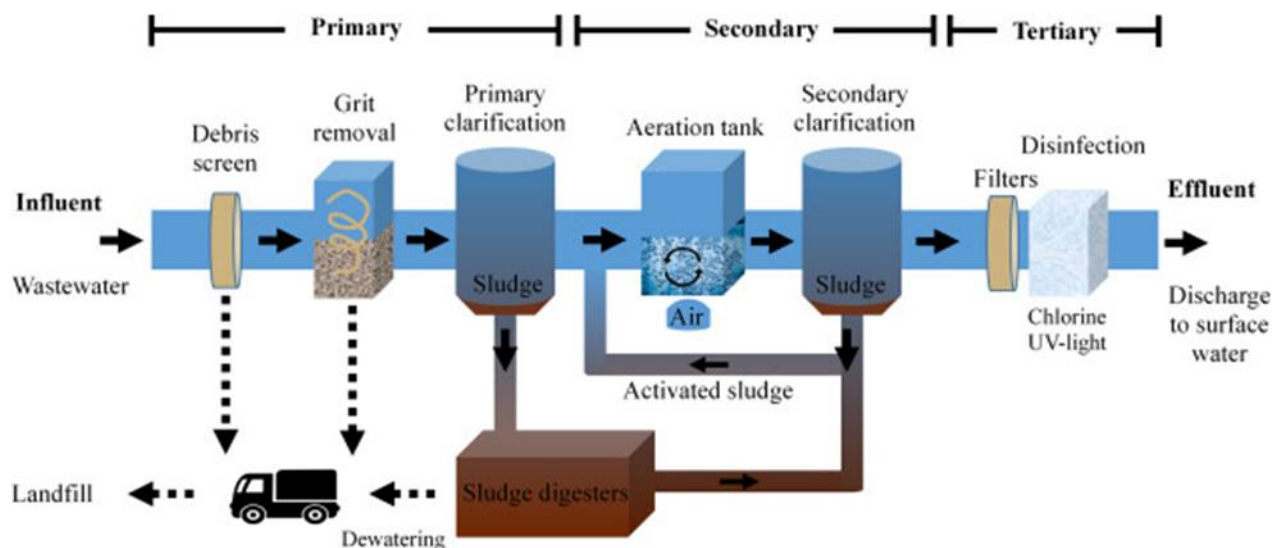 Primary
Secondary
Tertiary
Debris
screen
Grit
removal
Primary
clarification
Aeration tank
Secondary
clarification
Filters
Disinfection
Influent
Wastewater
Effluent
Discharge
to surface
water
Sludge
Air
Sludge
Chlorine
UV-light
Activated sludge
Sludge digesters
Dewatering
Landfill